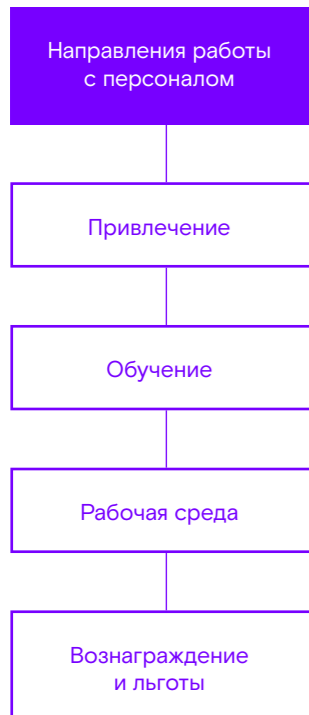 Направления работы
с персоналом
Привлечение
Обучение
Рабочая среда
Вознаграждение
и льготы